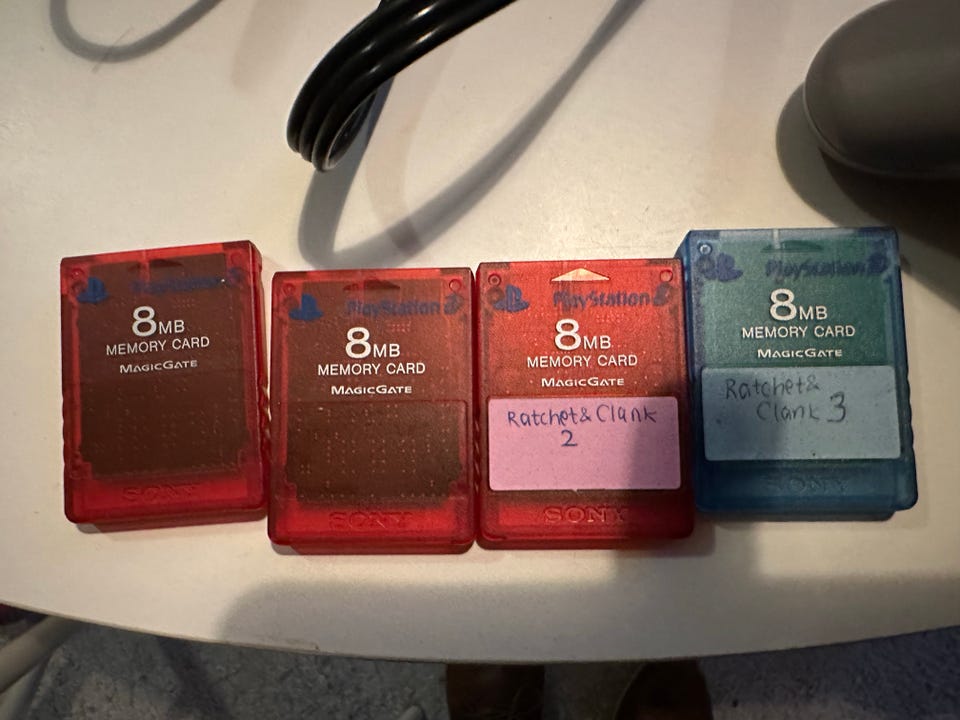 PlayStation 2
8MB
MEMORY CARD
MAGICGATE
SONY
PlayStation 2
8MB
MEMORY CARD
MAGICGATE
SONY
PlayStation 2
8MB
MEMORY CARD
MAGICGATE
Ratchet & Clank
2
SONY
PlayStation 2
8MB
MEMORY CARD
MAGICGATE
Ratchet &
Clank 3
SONY